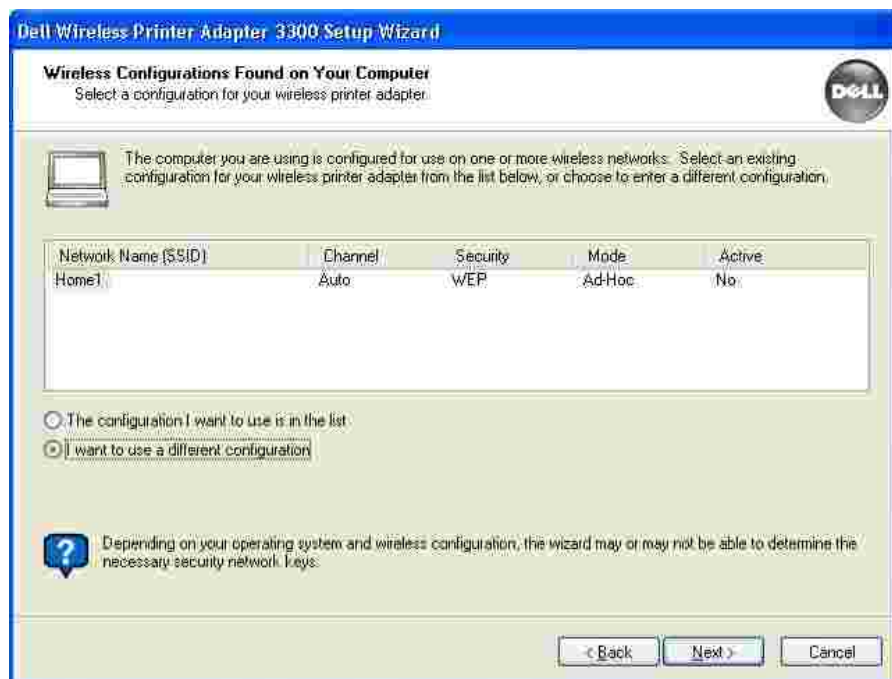 Dell Wireless Printer Adapter 3300 Setup Wizard
Wireless Configurations Found on Your Computer
Select a configuration for your wireless printer adapter.
DELL
The computer you are using is configured for use on one or more wireless networks. Select an existing
configuration for your wireless printer adapter from the list below, or choose to enter a different configuration.
Network Name (SSID) Channel Security Mode Active
Home1 Auto WEP Ad-Hoc No
The configuration I want to use is in the list
I want to use a different configuration
?
Depending on your operating system and wireless configuration, the wizard may or may not be able to determine the
necessary security network keys.
< Back Next > Cancel